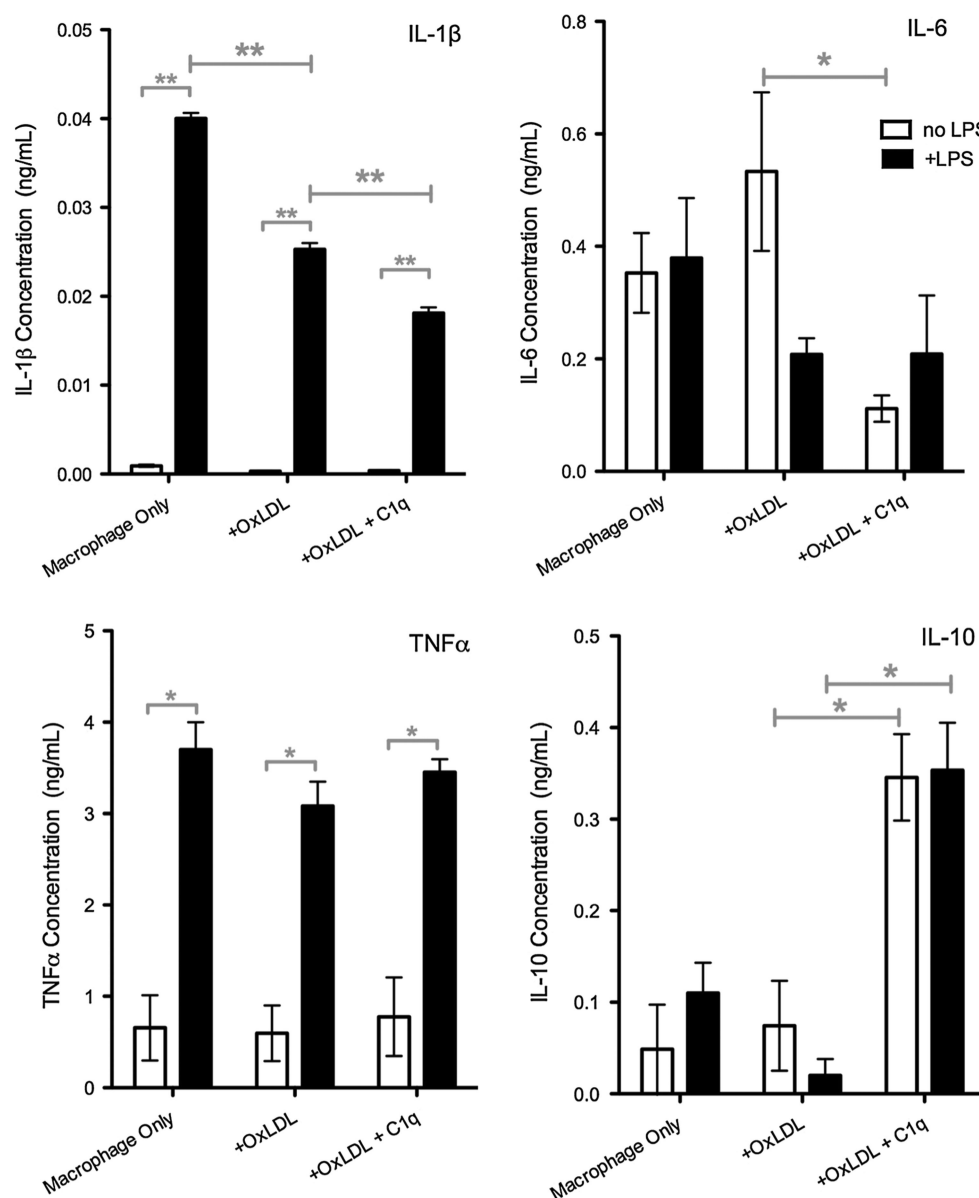 IL-1β
0.05
0.04
0.03
0.02
0.01
0.00
IL-1β Concentration (ng/mL)
**
**
**
**
**
Macrophage Only
+OxLDL
+OxLDL + C1q
IL-6
0.8
0.6
0.4
0.2
0.0
IL-6 Concentration (ng/mL)
*
no LPS
+LPS
Macrophage Only
+OxLDL
+OxLDL + C1q
TNFα
5
4
3
2
1
0
TNFα Concentration (ng/mL)
*
*
*
Macrophage Only
+OxLDL
+OxLDL + C1q
IL-10
0.5
0.4
0.3
0.2
0.1
0.0
IL-10 Concentration (ng/mL)
*
*
Macrophage Only
+OxLDL
+OxLDL + C1q